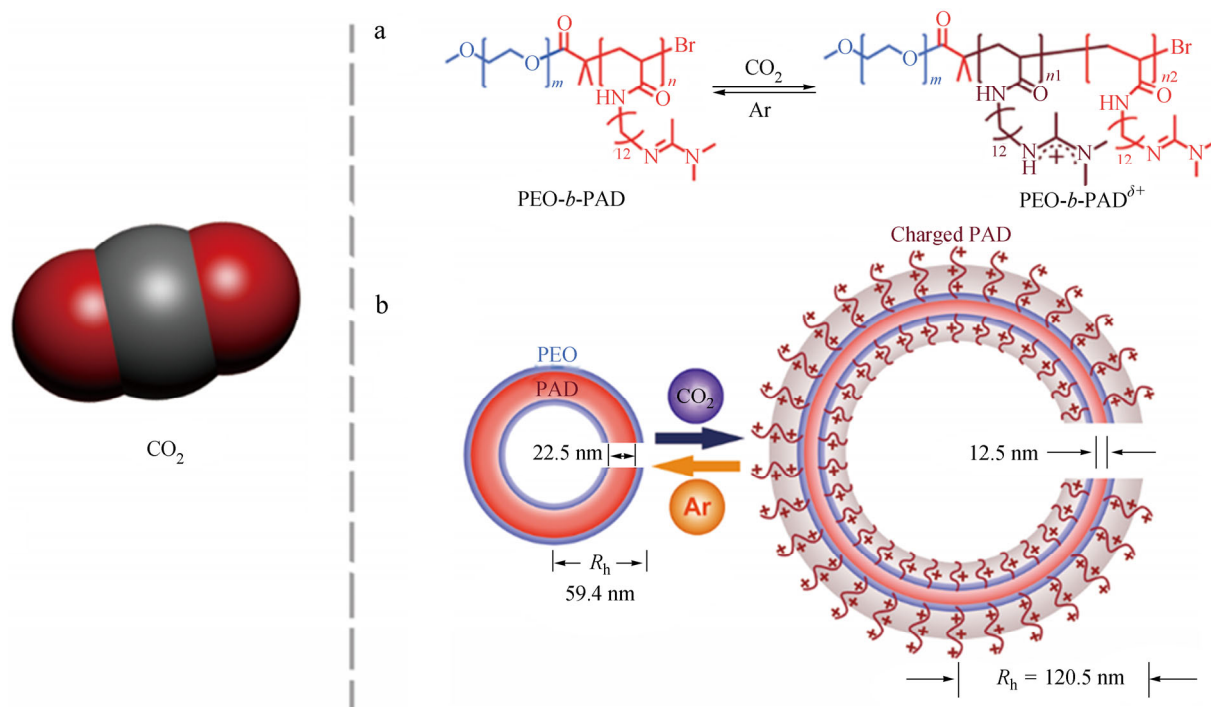 a
O
O
m
O
n
Br
HN
O
12
N
N
PEO-b-PAD
CO2
Ar
O
O
m
O
n1
n2
Br
HN
O
HN
O
12
N
H
+
N
12
N
N
PEO-b-PADδ+
b
CO2
Charged PAD
PEO
PAD
CO2
22.5 nm
Ar
Rh
59.4 nm
12.5 nm
Rh = 120.5 nm